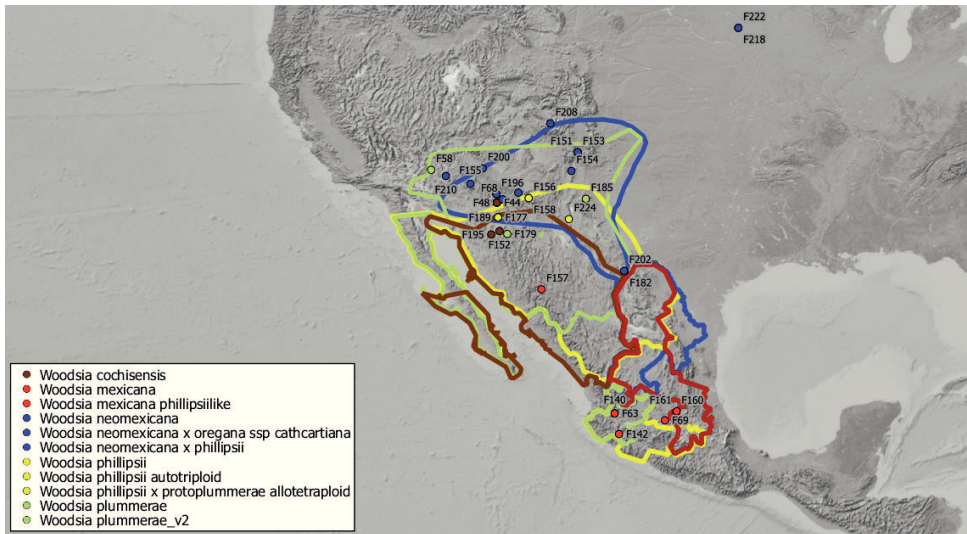 F222
F218
F208
F151
F153
F154
F58
F200
F155
F210
F68
F196
F156
F185
F48
F44
F189
F177
F158
F224
F195
F152
F179
F202
F182
F157
F140
F161
F160
F63
F69
F142
Woodsia cochisensis
Woodsia mexicana
Woodsia mexicana phillipsiilike
Woodsia neomexicana
Woodsia neomexicana x oregana ssp cathcartiana
Woodsia neomexicana x phillipsii
Woodsia phillipsii
Woodsia phillipsii autotriploid
Woodsia phillipsii x protoplummerae allotetraploid
Woodsia plummerae
Woodsia plummerae_v2